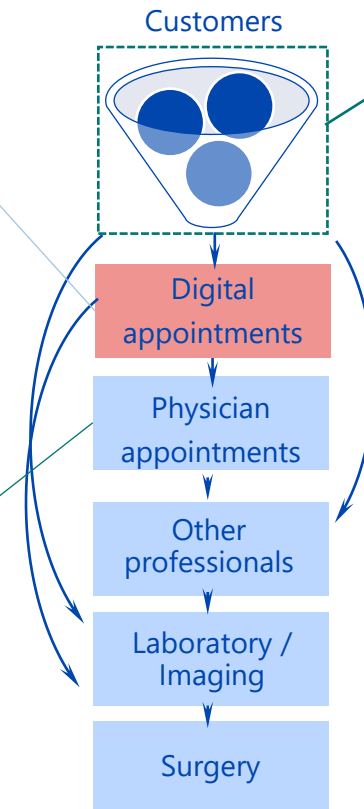 Customers
Digital
appointments
Physician
appointments
Other
professionals
Laboratory /
Imaging
Surgery